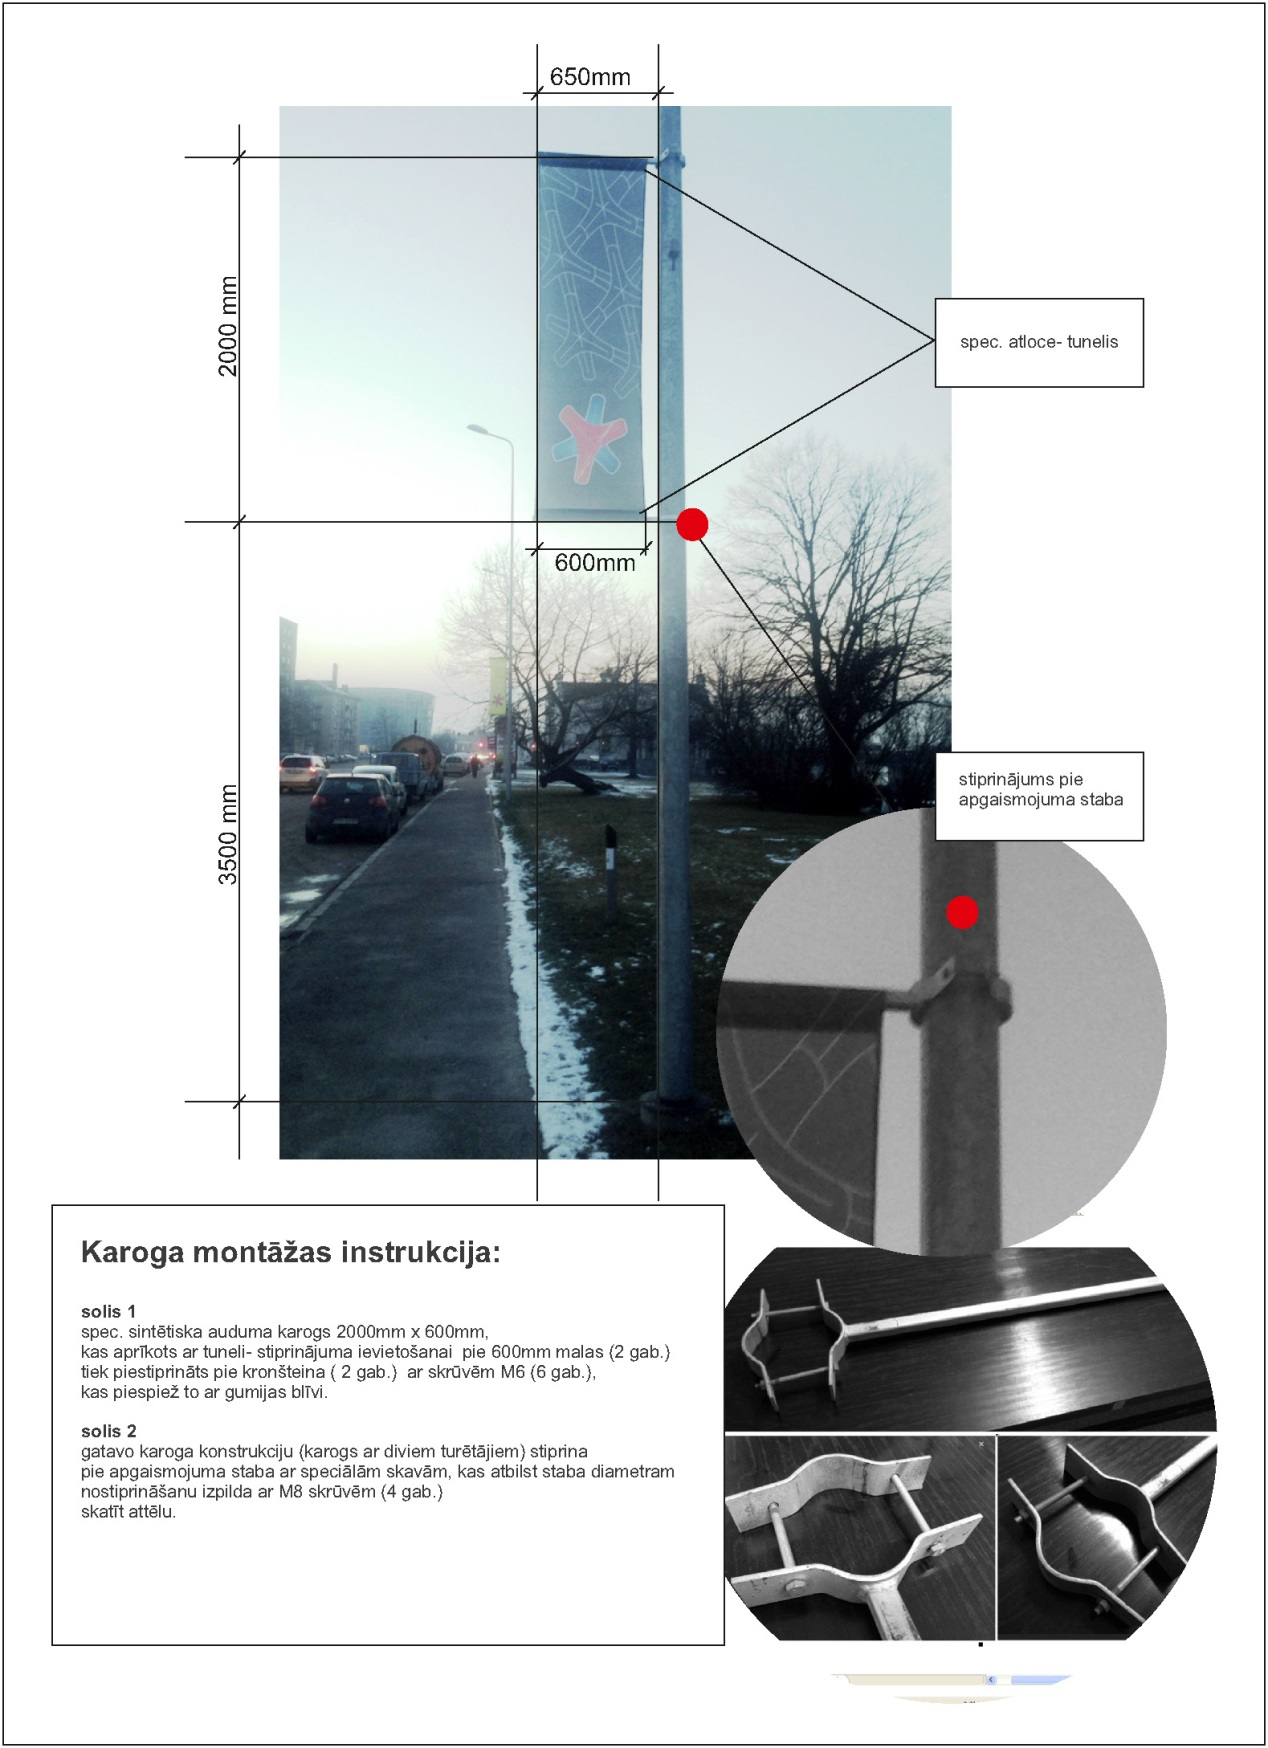 650mm
2000 mm
spec. atloce- tunelis
600mm
3500 mm
stiprinājums pie
apgaismojuma staba
Karoga montāžas instrukcija:
solis 1
spec. sintētiska auduma karogs 2000mm x 600mm,
kas aprīkots ar tuneli- stiprinājuma ievietošanai pie 600mm malas (2 gab.)
tiek piestiprināts pie kronšteina ( 2 gab.) ar skrūvēm M6 (6 gab.),
kas piespiež to ar gumijas blīvi.
solis 2
gatavo karoga konstrukciju (karogs ar diviem turētājiem) stiprina
pie apgaismojuma staba ar speciālām skavām, kas atbilst staba diametram
nostiprināšanu izpilda ar M8 skrūvēm (4 gab.)
skatīt attēlu.